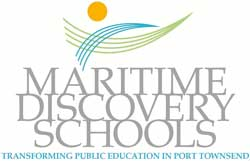 MARITIME
DISCOVERY
SCHOOLS
TRANSFORMING PUBLIC EDUCATION IN PORT TOWNSEND